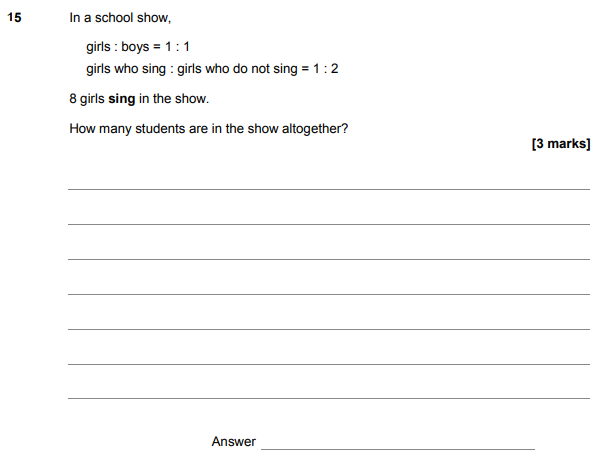 15 In a school show,
girls : boys = 1 : 1
girls who sing : girls who do not sing = 1 : 2
8 girls sing in the show.
How many students are in the show altogether?
[3 marks]
Answer